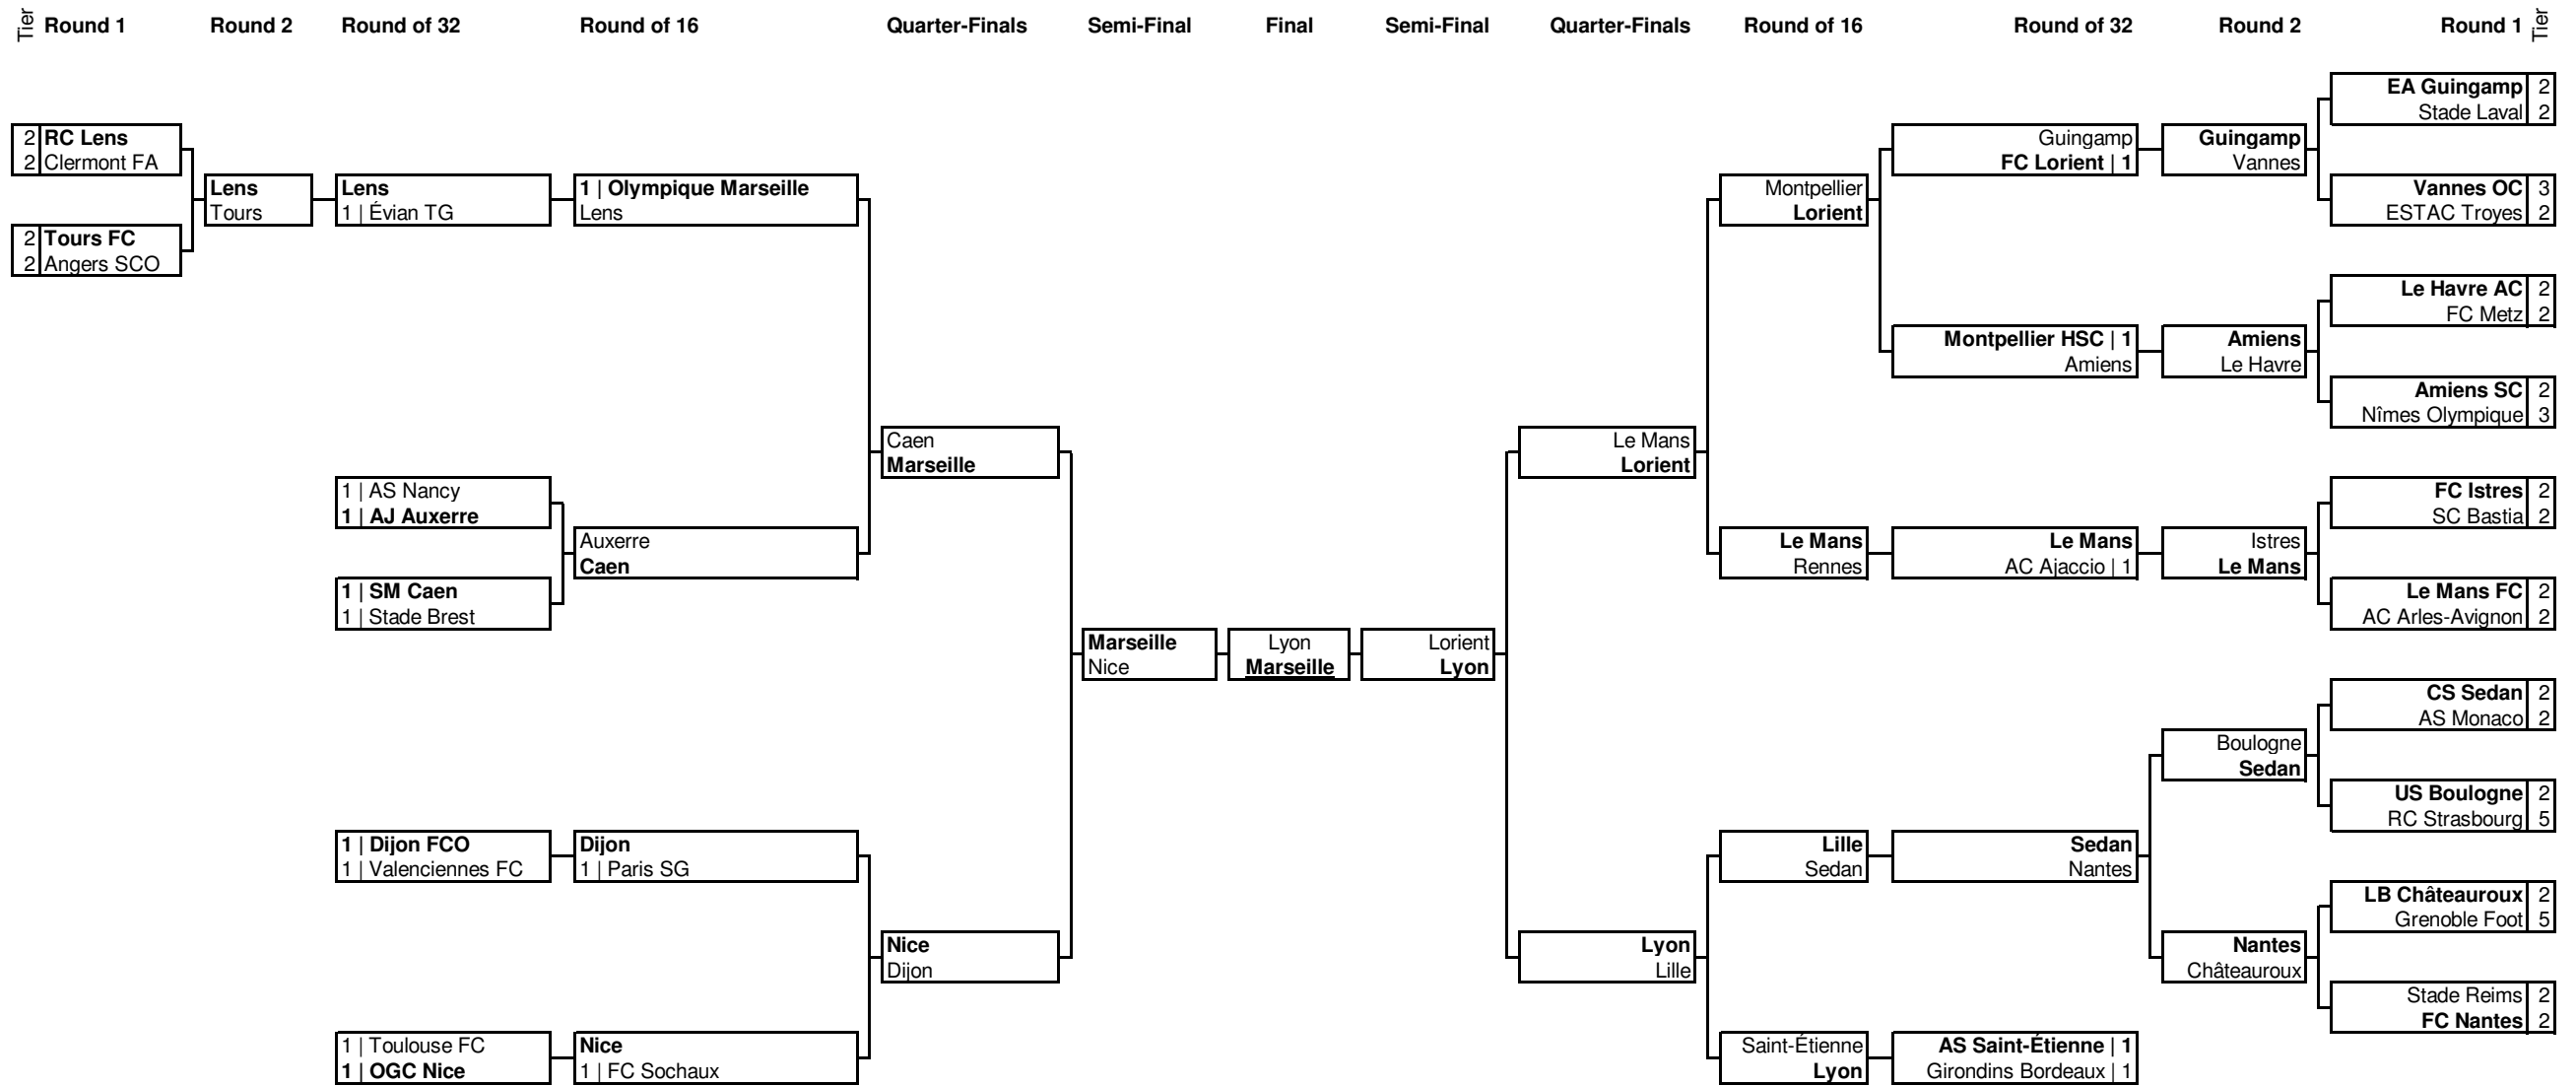 Tier Round 1 Round 2 Round of 32 Round of 16 Quarter-Finals Semi-Final Final Semi-Final Quarter-Finals Round of 16 Round of 32 Round 2 Round 1 Tier
2 RC Lens
2 Clermont FA
2 Tours FC
2 Angers SCO
Lens
Tours
Lens
1 | Évian TG
1 | AS Nancy
1 | AJ Auxerre
1 | SM Caen
1 | Stade Brest
1 | Dijon FCO
1 | Valenciennes FC
1 | Toulouse FC
1 | OGC Nice
1 | Olympique Marseille
Lens
Auxerre
Caen
Dijon
1 | Paris SG
Nice
1 | FC Sochaux
Caen
Marseille
Nice
Dijon
Marseille
Nice
Lyon
Marseille
Lorient
Lyon
Le Mans
Lorient
Lyon
Lille
Montpellier
Lorient
Le Mans
Rennes
Lille
Sedan
Saint-Étienne
Lyon
Guingamp
FC Lorient | 1
Montpellier HSC | 1
Amiens
Le Mans
AC Ajaccio | 1
Sedan
Nantes
AS Saint-Étienne | 1
Girondins Bordeaux | 1
Guingamp
Vannes
Amiens
Le Havre
Istres
Le Mans
Boulogne
Sedan
Nantes
Châteauroux
EA Guingamp 2
Stade Laval 2
Vannes OC 3
ESTAC Troyes 2
Le Havre AC 2
FC Metz 2
Amiens SC 2
Nîmes Olympique 3
FC Istres 2
SC Bastia 2
Le Mans FC 2
AC Arles-Avignon 2
CS Sedan 2
AS Monaco 2
US Boulogne 2
RC Strasbourg 5
LB Châteauroux 2
Grenoble Foot 5
Stade Reims 2
FC Nantes 2